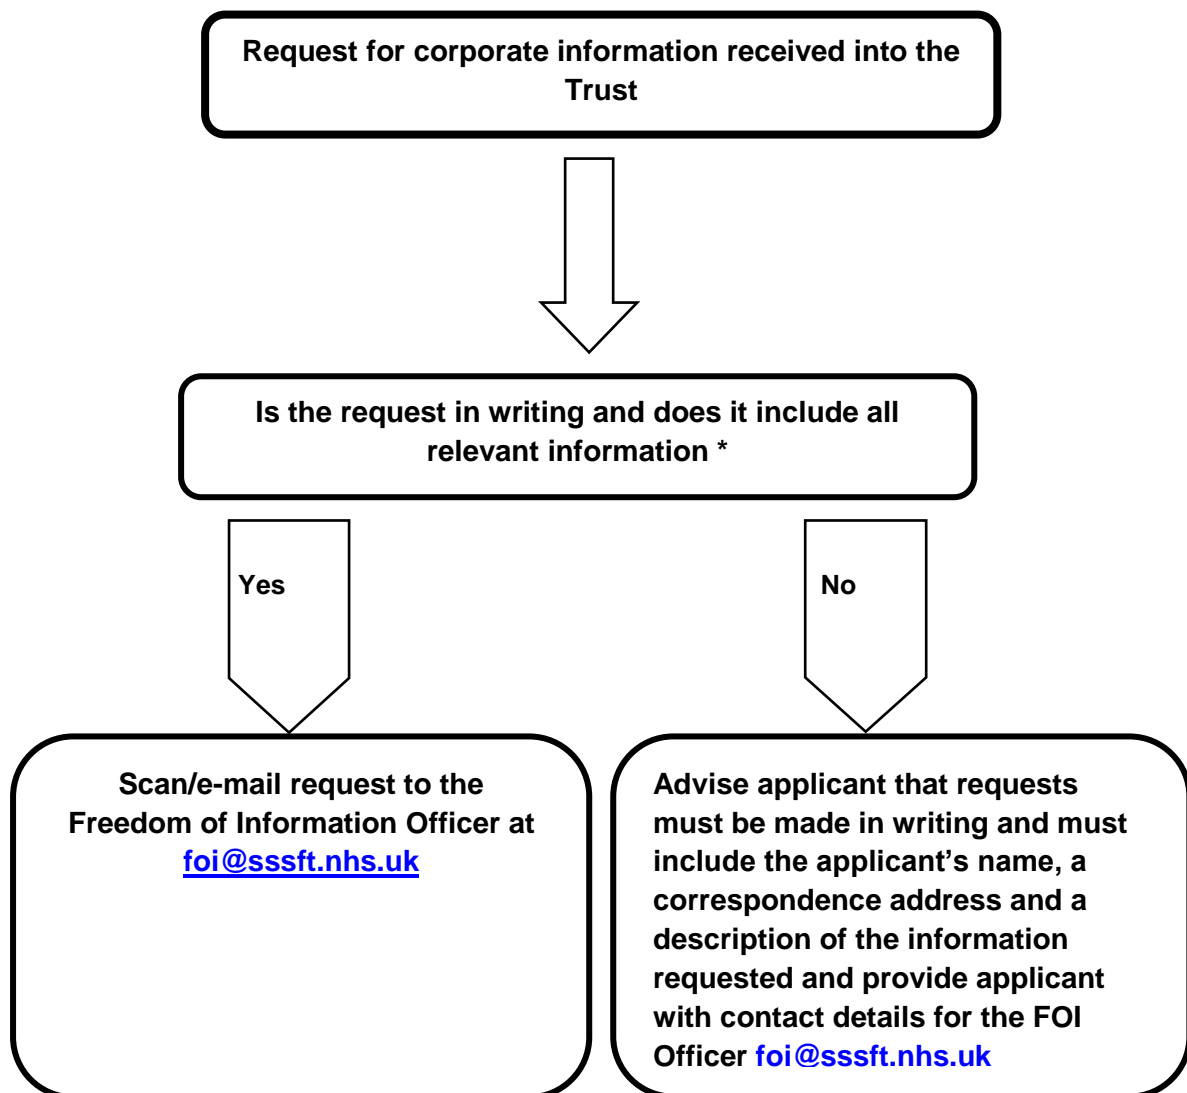 Request for corporate information received into the
Trust
Is the request in writing and does it include all
relevant information *
Yes
No
Scan/e-mail request to the
Freedom of Information Officer at
foi@sssft.nhs.uk
Advise applicant that requests
must be made in writing and must
include the applicant’s name, a
correspondence address and a
description of the information
requested and provide applicant
with contact details for the FOI
Officer foi@sssft.nhs.uk